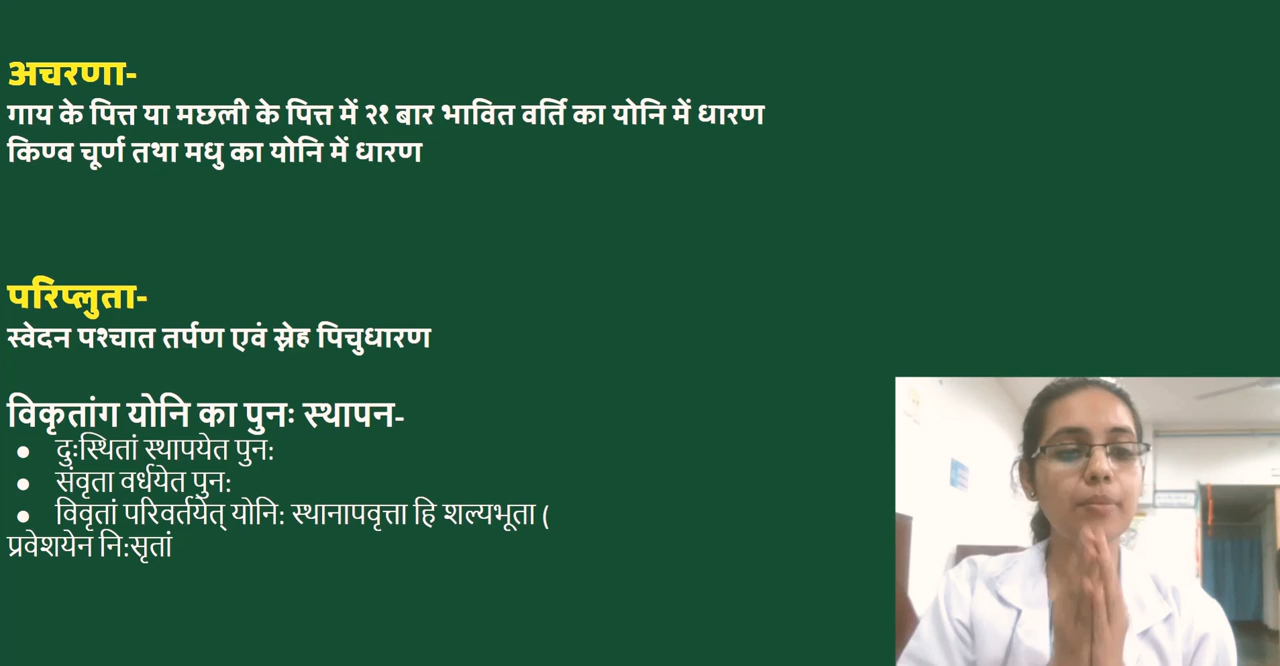 अचरणा-
गाय के पित्त या मछली के पित्त में २१ बार भावित वर्ति का योनि में धारण
किण्व चूर्ण तथा मधु का योनि में धारण
परिप्लुता-
स्वेदन पश्चात तर्पण एवं स्नेह पिचुधारण
विकृतांग योनि का पुनः स्थापन-
● दुःस्थितां स्थापयेत पुन:
● संवृता वर्धयेत पुन:
● विवृतां परिवर्तयेत् योनि: स्थानापवृत्ता हि शल्यभूता (
प्रवेशयेन नि:सृतां